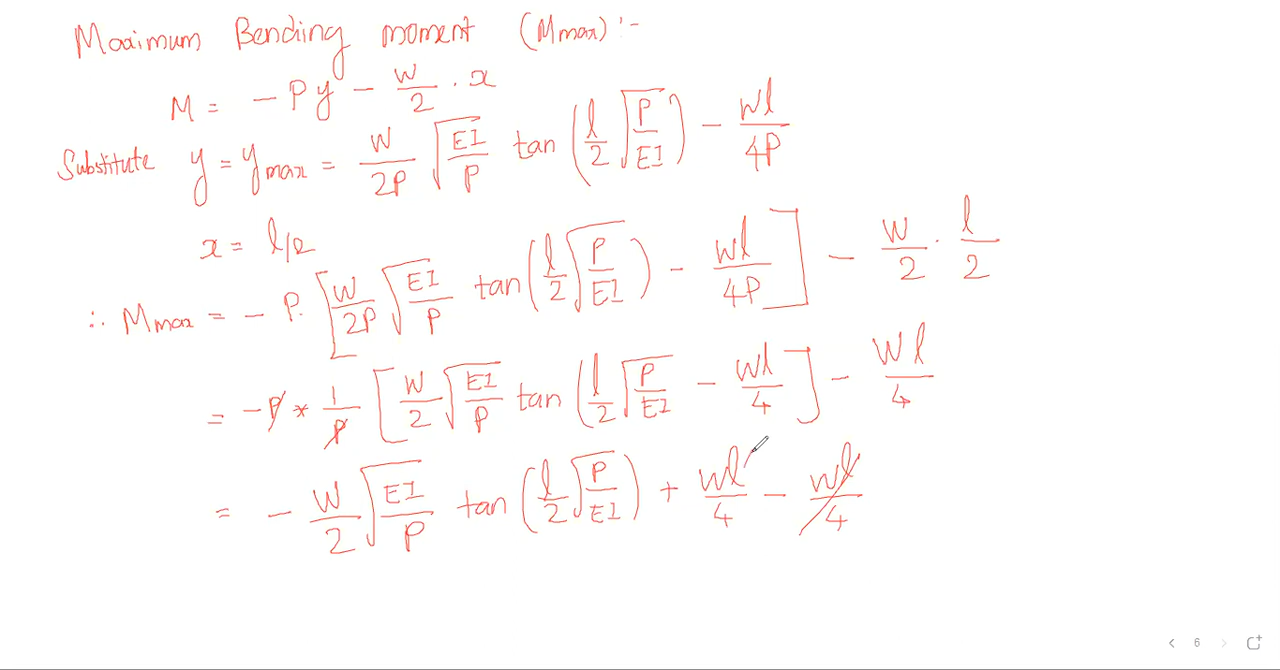 Maximum Bending moment (Mmax) :-
M = - Py - W/2 . x
Substitute y = ymax = W/2P √(EI/P) tan (l/2 √(P/EI)) - Wl/4P
x = l/2
∴ Mmax = - P. [W/2P √(EI/P) tan (l/2 √(P/EI)) - Wl/4P] - W/2 . l/2
= -P * 1/P [W/2 √(EI/P) tan (l/2 √(P/EI) - Wl/4] - Wl/4
= - W/2 √(EI/P) tan (l/2 √(P/EI)) + Wl/4 - Wl/4
< 6 >